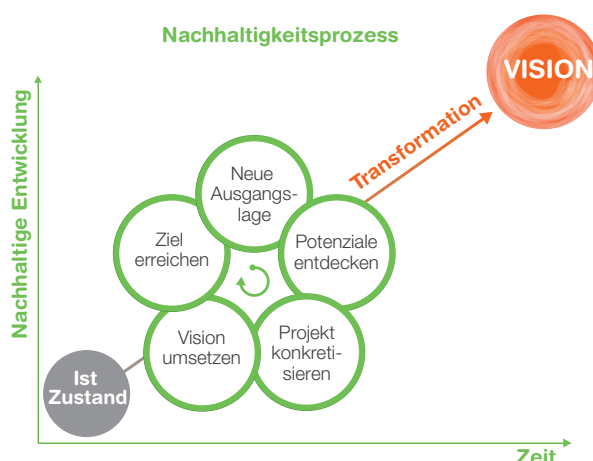 Nachhaltigkeitsprozess
VISION
Transformation
Nachhaltige Entwicklung
Neue
Ausgangs-
lage
Ziel
erreichen
Potenziale
entdecken
Vision
umsetzen
Projekt
konkreti-
sieren
Ist
Zustand
Zeit